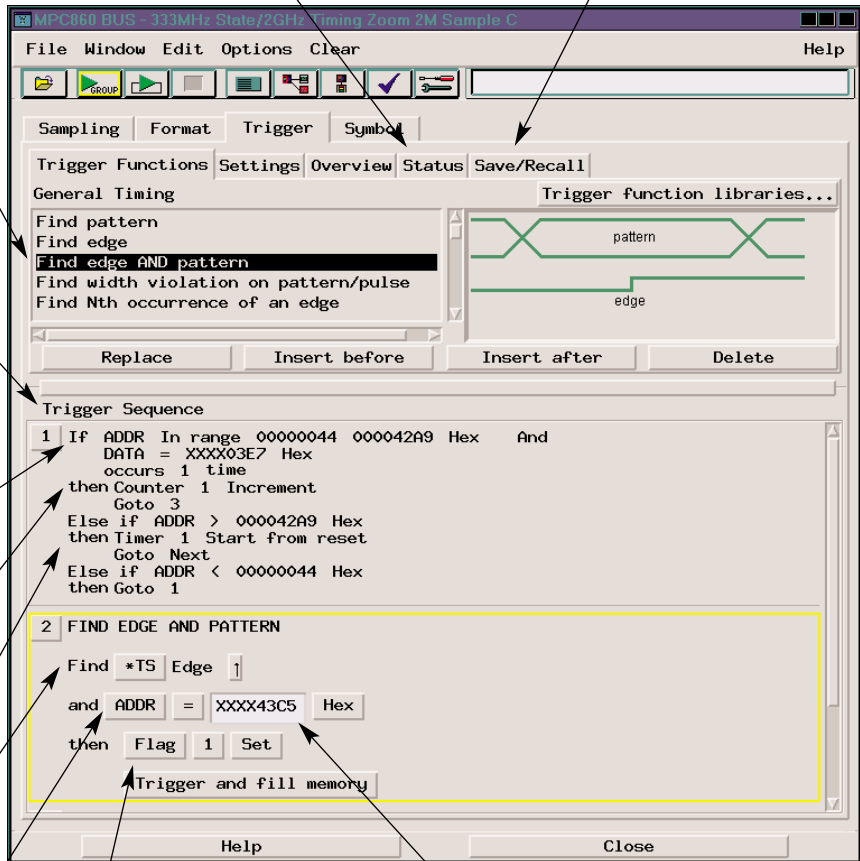 MPC860 BUS - 333MHz State/2GHz Timing Zoom 2M Sample C
File Window Edit Options Clear Help
GROUP
Sampling Format Trigger Symbol
Trigger Functions Settings Overview Status Save/Recall
General Timing Trigger function libraries...
Find pattern
Find edge
Find edge AND pattern
Find width violation on pattern/pulse
Find Nth occurrence of an edge
pattern
edge
Replace Insert before Insert after Delete
Trigger Sequence
1 If ADDR In range 00000044 000042A9 Hex And
DATA = XXXX03E7 Hex
occurs 1 time
then Counter 1 Increment
Goto 3
Else if ADDR > 000042A9 Hex
then Timer 1 Start from reset
Goto Next
Else if ADDR < 00000044 Hex
then Goto 1
2 FIND EDGE AND PATTERN
Find *TS Edge ↑
and ADDR = XXXX43C5 Hex
then Flag 1 Set
Trigger and fill memory
Help Close